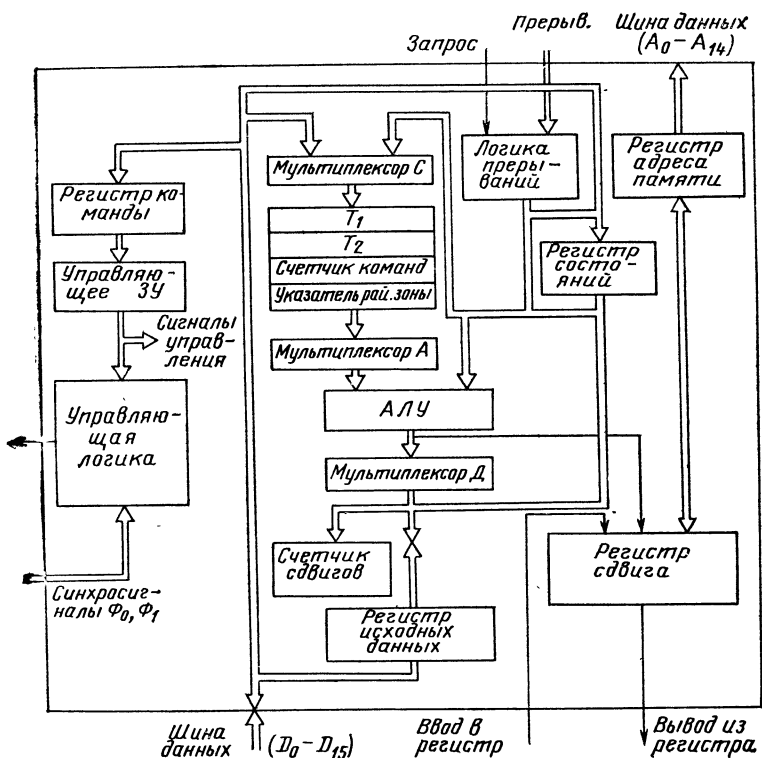 Запрос
Прерыв.
Шина данных
(A0 – A14)
Логика
преры-
ваний
Регистр
адреса
памяти
Мультиплексор С
Регистр ко-
манды
T1
T2
Счетчик команд
Указатель рай. зоны
Регистр
состо-
яний
Управляю-
щее ЗУ
Сигналы
управ-
ления
Мультиплексор А
АЛУ
Управляю-
щая
логика
Мультиплексор Д
Счетчик
сдвигов
Регистр
сдвига
Синхросиг-
налы Ф0, Ф1
Регистр
исходных
данных
Шина
данных
(D0 – D15)
Ввод в
регистр
Вывод из
регистра.